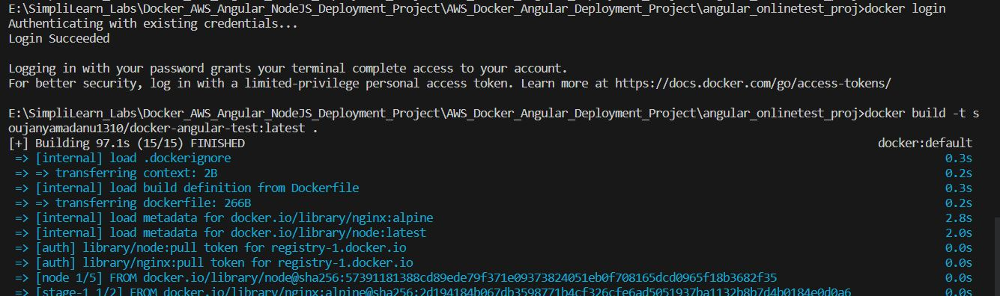 E:\SimpliLearn_Labs\Docker_AWS_Angular_NodeJS_Deployment_Project\AWS_Docker_Angular_Deployment_Project\angular_onlinetest_proj>docker login
Authenticating with existing credentials...
Login Succeeded
Logging in with your password grants your terminal complete access to your account.
For better security, log in with a limited-privilege personal access token. Learn more at https://docs.docker.com/go/access-tokens/
E:\SimpliLearn_Labs\Docker_AWS_Angular_NodeJS_Deployment_Project\AWS_Docker_Angular_Deployment_Project\angular_onlinetest_proj>docker build -t s
oujanyamadanu1310/docker-angular-test:latest .
[+] Building 97.1s (15/15) FINISHED docker:default
=> [internal] load .dockerignore 0.3s
=> => transferring context: 2B 0.2s
=> [internal] load build definition from Dockerfile 0.3s
=> => transferring dockerfile: 266B 0.2s
=> [internal] load metadata for docker.io/library/nginx:alpine 2.8s
=> [internal] load metadata for docker.io/library/node:latest 2.0s
=> [auth] library/node:pull token for registry-1.docker.io 0.0s
=> [auth] library/nginx:pull token for registry-1.docker.io 0.0s
=> [node 1/5] FROM docker.io/library/node@sha256:57391181388cd89ede79f371e09373824051eb0f708165dcd0965f18b3682f35 0.0s
=> [stage-1 1/2] FROM docker.io/library/nginx:alpine@sha256:2d194184b067db3598771b4cf326cfe6ad5051937ba1132b8b7d4b0184e0d0a6 0.0s